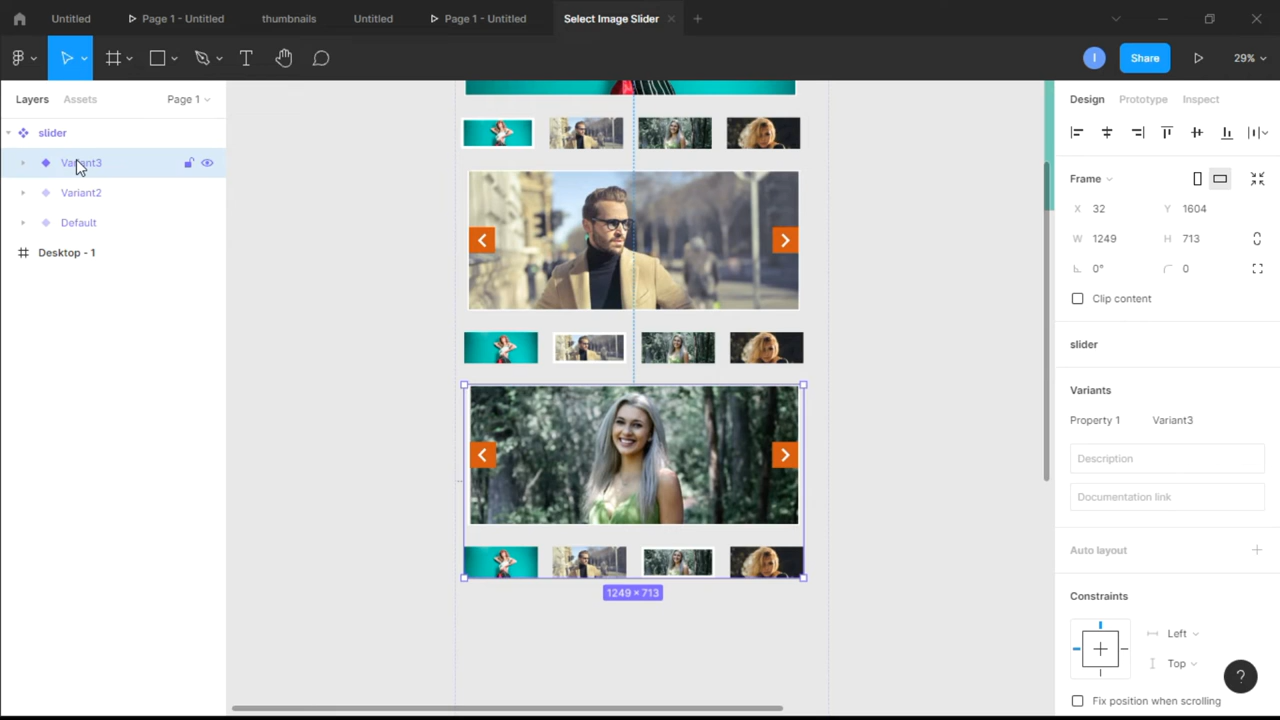 Untitled
Page 1 - Untitled
thumbnails
Untitled
Page 1 - Untitled
Select Image Slider
Share
29%
Layers
Assets
Page 1
slider
Variant3
Variant2
Default
Desktop - 1
1249 × 713
Design
Prototype
Inspect
Frame
X 32 Y 1604
W 1249 H 713
0° 0
Clip content
slider
Variants
Property 1 Variant3
Description
Documentation link
Auto layout
Constraints
Left
Top
Fix position when scrolling
?